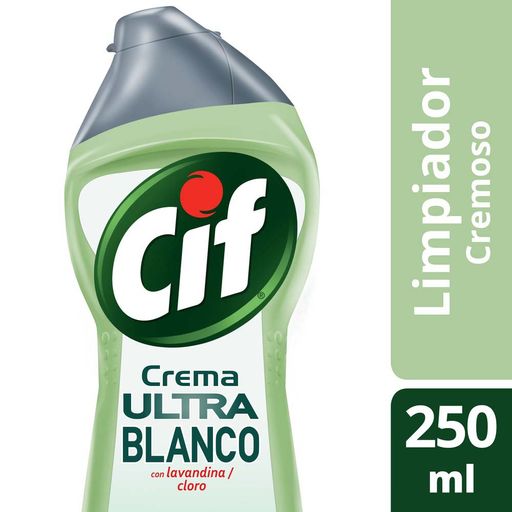 Cif®
Crema
ULTRA
BLANCO
con lavandina /
cloro
Limpiador
Cremoso
250
ml